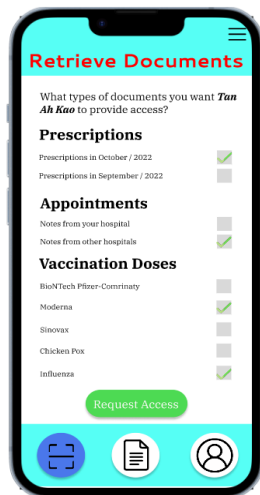 Retrieve Documents
What types of documents you want Tan
Ah Kao to provide access?
Prescriptions
Prescriptions in October / 2022
Prescriptions in September / 2022
Appointments
Notes from your hospital
Notes from other hospitals
Vaccination Doses
BioNTech Pfizer-Comrinaty
Moderna
Sinovax
Chicken Pox
Influenza
Request Access